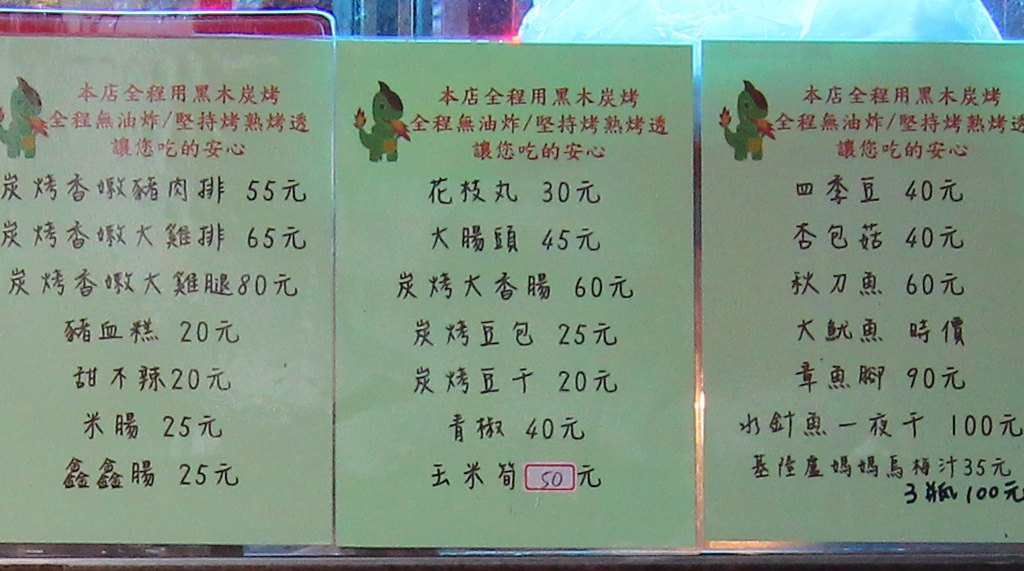 本店全程用黑木炭烤
全程無油炸/堅持烤熟烤透
讓您吃的安心
炭烤香嫩豬肉排 55元
炭烤香嫩大雞排 65元
炭烤香嫩大雞腿80元
豬血糕 20元
甜不辣20元
米腸 25元
鑫鑫腸 25元
本店全程用黑木炭烤
全程無油炸/堅持烤熟烤透
讓您吃的安心
花枝丸 30元
大腸頭 45元
炭烤大香腸 60元
炭烤豆包 25元
炭烤豆干 20元
青椒 40元
玉米筍 50元
本店全程用黑木炭烤
全程無油炸/堅持烤熟烤透
讓您吃的安心
四季豆 40元
杏包菇 40元
秋刀魚 60元
大魷魚 時價
章魚腳 90元
水針魚一夜干 100元
基隆盧媽媽烏梅汁35元
3瓶100元